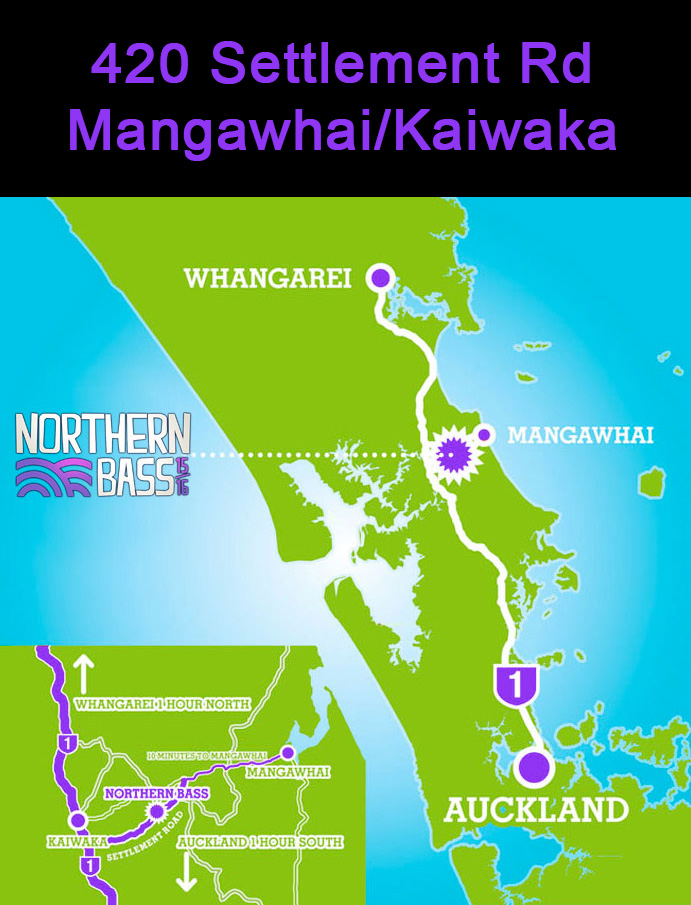 420 Settlement Rd
Mangawhai/Kaiwaka
WHANGAREI
MANGAWHAI
NORTHERN
BASS 15/16
1
AUCKLAND
WHANGAREI 1 HOUR NORTH
1
10 MINUTES TO MANGAWHAI
MANGAWHAI
NORTHERN BASS
KAIWAKA
SETTLEMENT ROAD
AUCKLAND 1 HOUR SOUTH
1